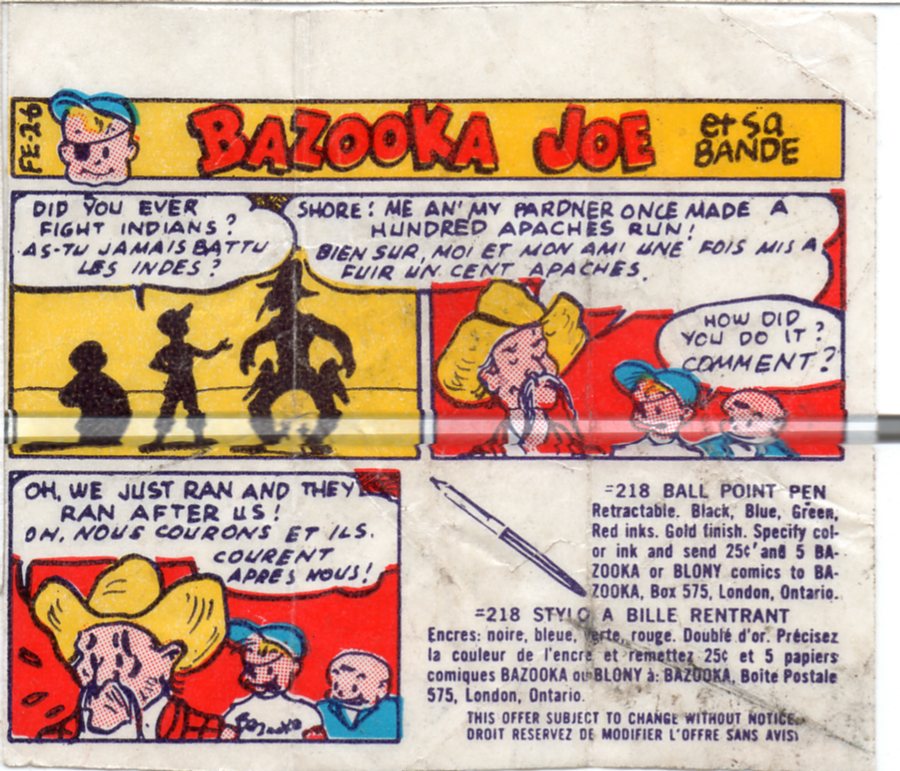 FE-26
BAZOOKA JOE
et sa
BANDE
DID YOU EVER
FIGHT INDIANS?
AS-TU JAMAIS BATTU
LES INDES?
SHORE! ME AN' MY PARDNER ONCE MADE A
HUNDRED APACHES RUN!
BIEN SUR, MOI ET MON AMI UNE FOIS MIS A
FUIR UN CENT APACHES.
HOW DID
YOU DO IT?
COMMENT?
OH, WE JUST RAN AND THEY
RAN AFTER US!
OH, NOUS COURONS ET ILS.
COURENT
APRES NOUS!
Bazooka
=218 BALL POINT PEN
Retractable. Black, Blue, Green,
Red inks. Gold finish. Specify col-
or ink and send 25¢ and 5 BA-
ZOOKA or BLONY comics to BA-
ZOOKA, Box 575, London, Ontario.
=218 STYLO A BILLE RENTRANT
Encres: noire, bleue, verte, rouge. Doublé d'or. Précisez
la couleur de l'encre et remettez 25¢ et 5 papiers
comiques BAZOOKA ou BLONY à: BAZOOKA, Boite Postale
575, London, Ontario.
THIS OFFER SUBJECT TO CHANGE WITHOUT NOTICE.
DROIT RESERVEZ DE MODIFIER L'OFFRE SANS AVIS)